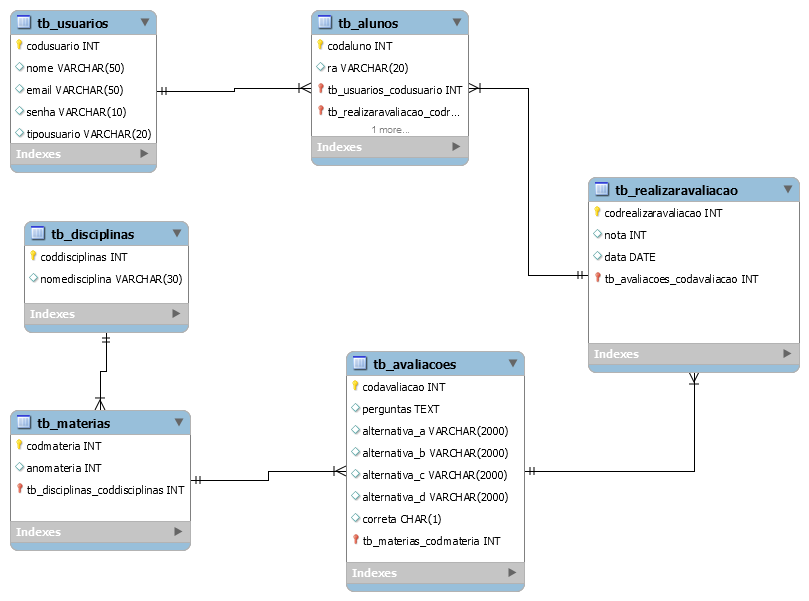 tb_usuarios
codusuario INT
nome VARCHAR(50)
email VARCHAR(50)
senha VARCHAR(10)
tipousuario VARCHAR(20)
Indexes
tb_alunos
codaluno INT
ra VARCHAR(20)
tb_usuarios_codusuario INT
tb_realizaravaliacao_codr...
1 more...
Indexes
tb_realizaravaliacao
codrealizaravaliacao INT
nota INT
data DATE
tb_avaliacoes_codavaliacao INT
Indexes
tb_disciplinas
coddisciplinas INT
nomedisciplina VARCHAR(30)
Indexes
tb_avaliacoes
codavaliacao INT
perguntas TEXT
alternativa_a VARCHAR(2000)
alternativa_b VARCHAR(2000)
alternativa_c VARCHAR(2000)
alternativa_d VARCHAR(2000)
correta CHAR(1)
tb_materias_codmateria INT
Indexes
tb_materias
codmateria INT
anomateria INT
tb_disciplinas_coddisciplinas INT
Indexes